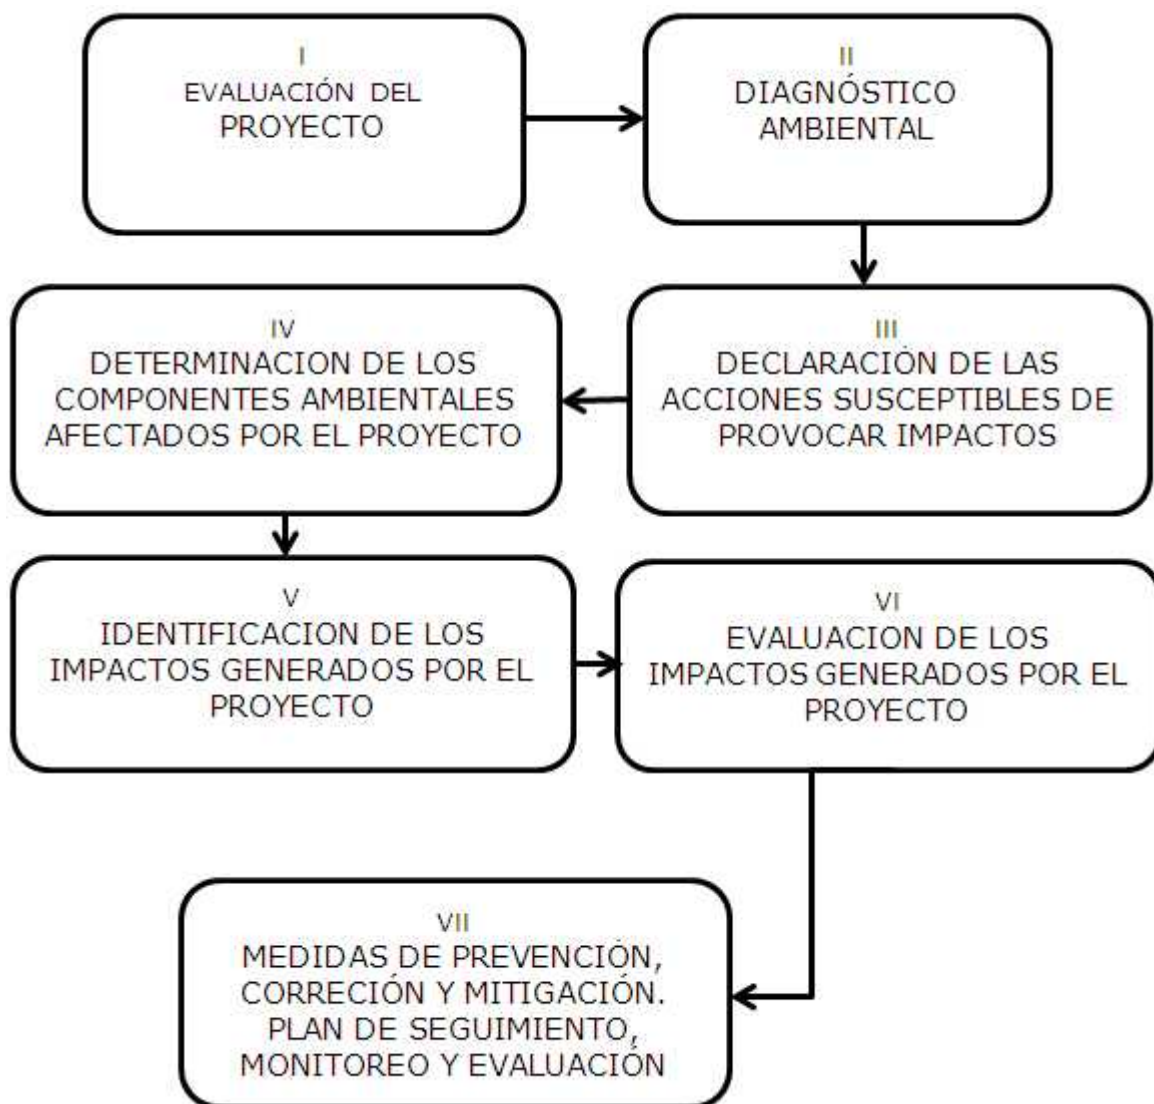 I
EVALUACIÓN DEL
PROYECTO
II
DIAGNÓSTICO
AMBIENTAL
III
DECLARACIÓN DE LAS
ACCIONES SUSCEPTIBLES DE
PROVOCAR IMPACTOS
IV
DETERMINACION DE LOS
COMPONENTES AMBIENTALES
AFECTADOS POR EL PROYECTO
V
IDENTIFICACION DE LOS
IMPACTOS GENERADOS POR EL
PROYECTO
VI
EVALUACION DE LOS
IMPACTOS GENERADOS POR EL
PROYECTO
VII
MEDIDAS DE PREVENCIÓN,
CORRECIÓN Y MITIGACIÓN.
PLAN DE SEGUIMIENTO,
MONITOREO Y EVALUACIÓN